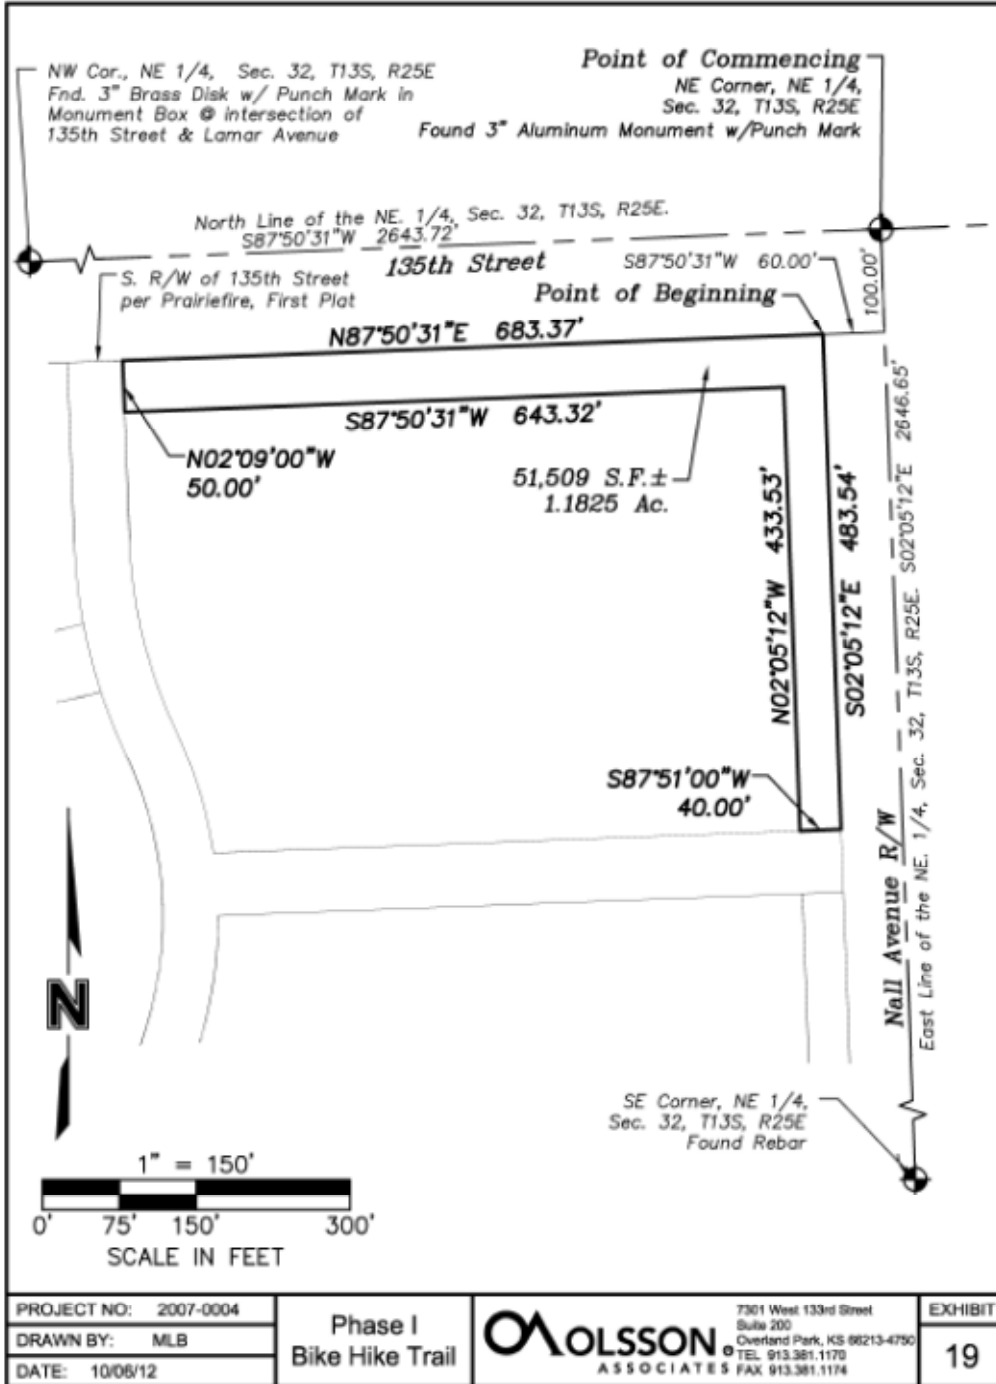 NW Cor., NE 1/4, Sec. 32, T13S, R25E
Fnd. 3" Brass Disk w/ Punch Mark in
Monument Box @ intersection of
135th Street & Lamar Avenue
Point of Commencing
NE Corner, NE 1/4,
Sec. 32, T13S, R25E
Found 3" Aluminum Monument w/Punch Mark
North Line of the NE. 1/4, Sec. 32, T13S, R25E.
S87°50'31"W 2643.72'
135th Street
S87°50'31"W 60.00'
100.00'
S. R/W of 135th Street
per Prairiefire, First Plat
Point of Beginning
N87°50'31"E 683.37'
S87°50'31"W 643.32'
N02°09'00"W
50.00'
51,509 S.F.±
1.1825 Ac.
N02°05'12"W 433.53'
S02°05'12"E 483.54'
East Line of the NE. 1/4, Sec. 32, T13S, R25E. S02°05'12"E 2646.65'
Nall Avenue R/W
S87°51'00"W
40.00'
N
SE Corner, NE 1/4,
Sec. 32, T13S, R25E
Found Rebar
1" = 150'
0' 75' 150' 300'
SCALE IN FEET
PROJECT NO: 2007-0004
DRAWN BY: MLB
DATE: 10/06/12
Phase I
Bike Hike Trail
OLSSON
ASSOCIATES
7301 West 133rd Street
Suite 200
Overland Park, KS 66213-4750
TEL 913.381.1170
FAX 913.381.1174
EXHIBIT
19